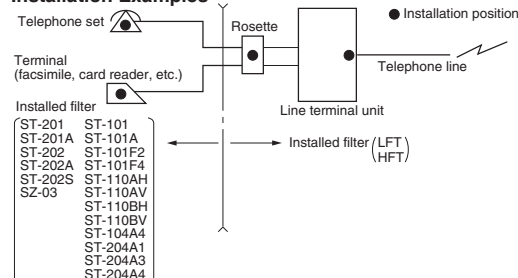 Installation Examples
Telephone set
Rosette
Installation position
Terminal
(facsimile, card reader, etc.)
Telephone line
Installed filter
Line terminal unit
ST-201 ST-101
ST-201A ST-101A
ST-202 ST-101F2
ST-202A ST-101F4
ST-202S ST-110AH
SZ-03 ST-110AV
ST-110BH
ST-110BV
ST-104A4
ST-204A1
ST-204A3
ST-204A4
Installed filter (LFT
HFT)